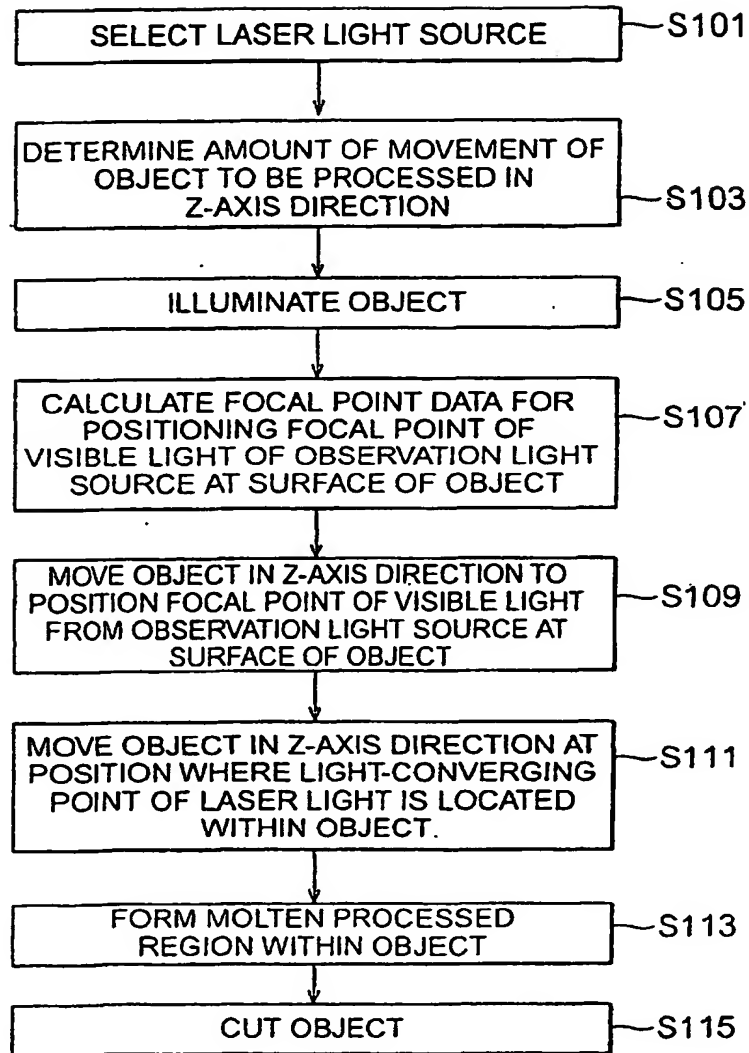 SELECT LASER LIGHT SOURCE
S101
DETERMINE AMOUNT OF MOVEMENT OF
OBJECT TO BE PROCESSED IN
Z-AXIS DIRECTION
S103
ILLUMINATE OBJECT
S105
CALCULATE FOCAL POINT DATA FOR
POSITIONING FOCAL POINT OF
VISIBLE LIGHT OF OBSERVATION LIGHT
SOURCE AT SURFACE OF OBJECT
S107
MOVE OBJECT IN Z-AXIS DIRECTION TO
POSITION FOCAL POINT OF VISIBLE LIGHT
FROM OBSERVATION LIGHT SOURCE AT
SURFACE OF OBJECT
S109
MOVE OBJECT IN Z-AXIS DIRECTION AT
POSITION WHERE LIGHT-CONVERGING
POINT OF LASER LIGHT IS LOCATED
WITHIN OBJECT.
S111
FORM MOLTEN PROCESSED
REGION WITHIN OBJECT
S113
CUT OBJECT
S115